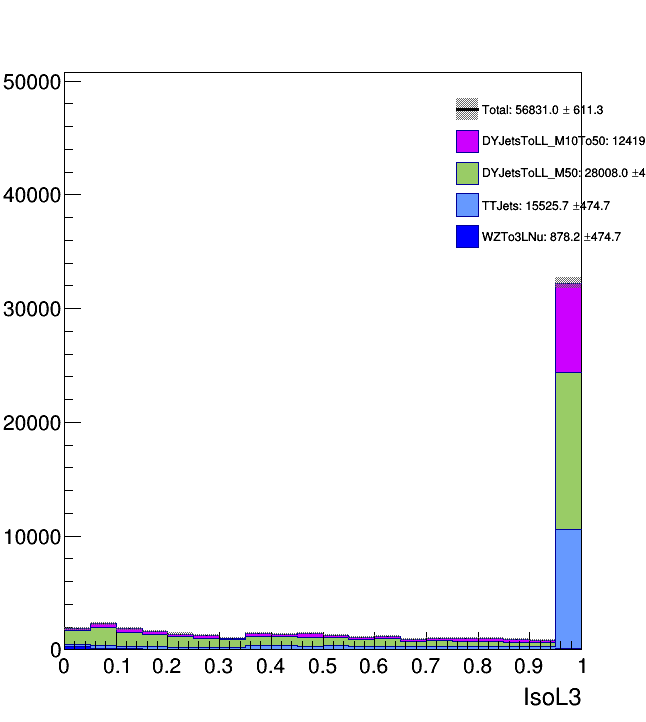 50000
40000
30000
20000
10000
0
Total: 56831.0 ± 611.3
DYJetsToLL_M10To50: 12419
DYJetsToLL_M50: 28008.0 ±4
TTJets: 15525.7 ±474.7
WZTo3LNu: 878.2 ±474.7
0 0.1 0.2 0.3 0.4 0.5 0.6 0.7 0.8 0.9 1
IsoL3